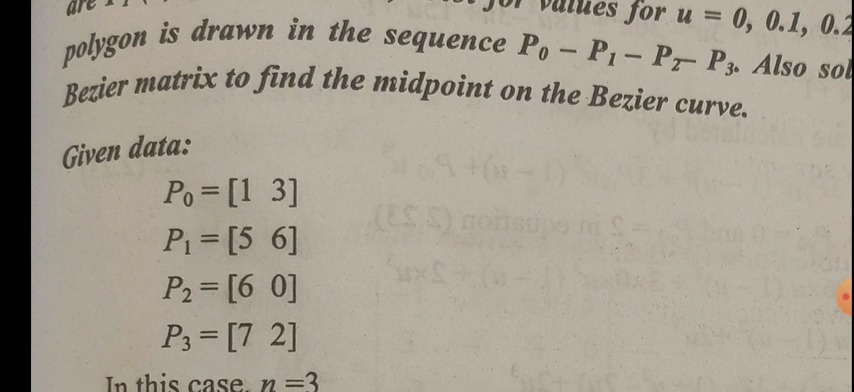 are
values for u = 0, 0.1, 0.2
polygon is drawn in the sequence P₀ – P₁ – P₂– P₃. Also sol
Bezier matrix to find the midpoint on the Bezier curve.
Given data:
P₀ = [1 3]
P₁ = [5 6]
P₂ = [6 0]
P₃ = [7 2]
In this case, n =3